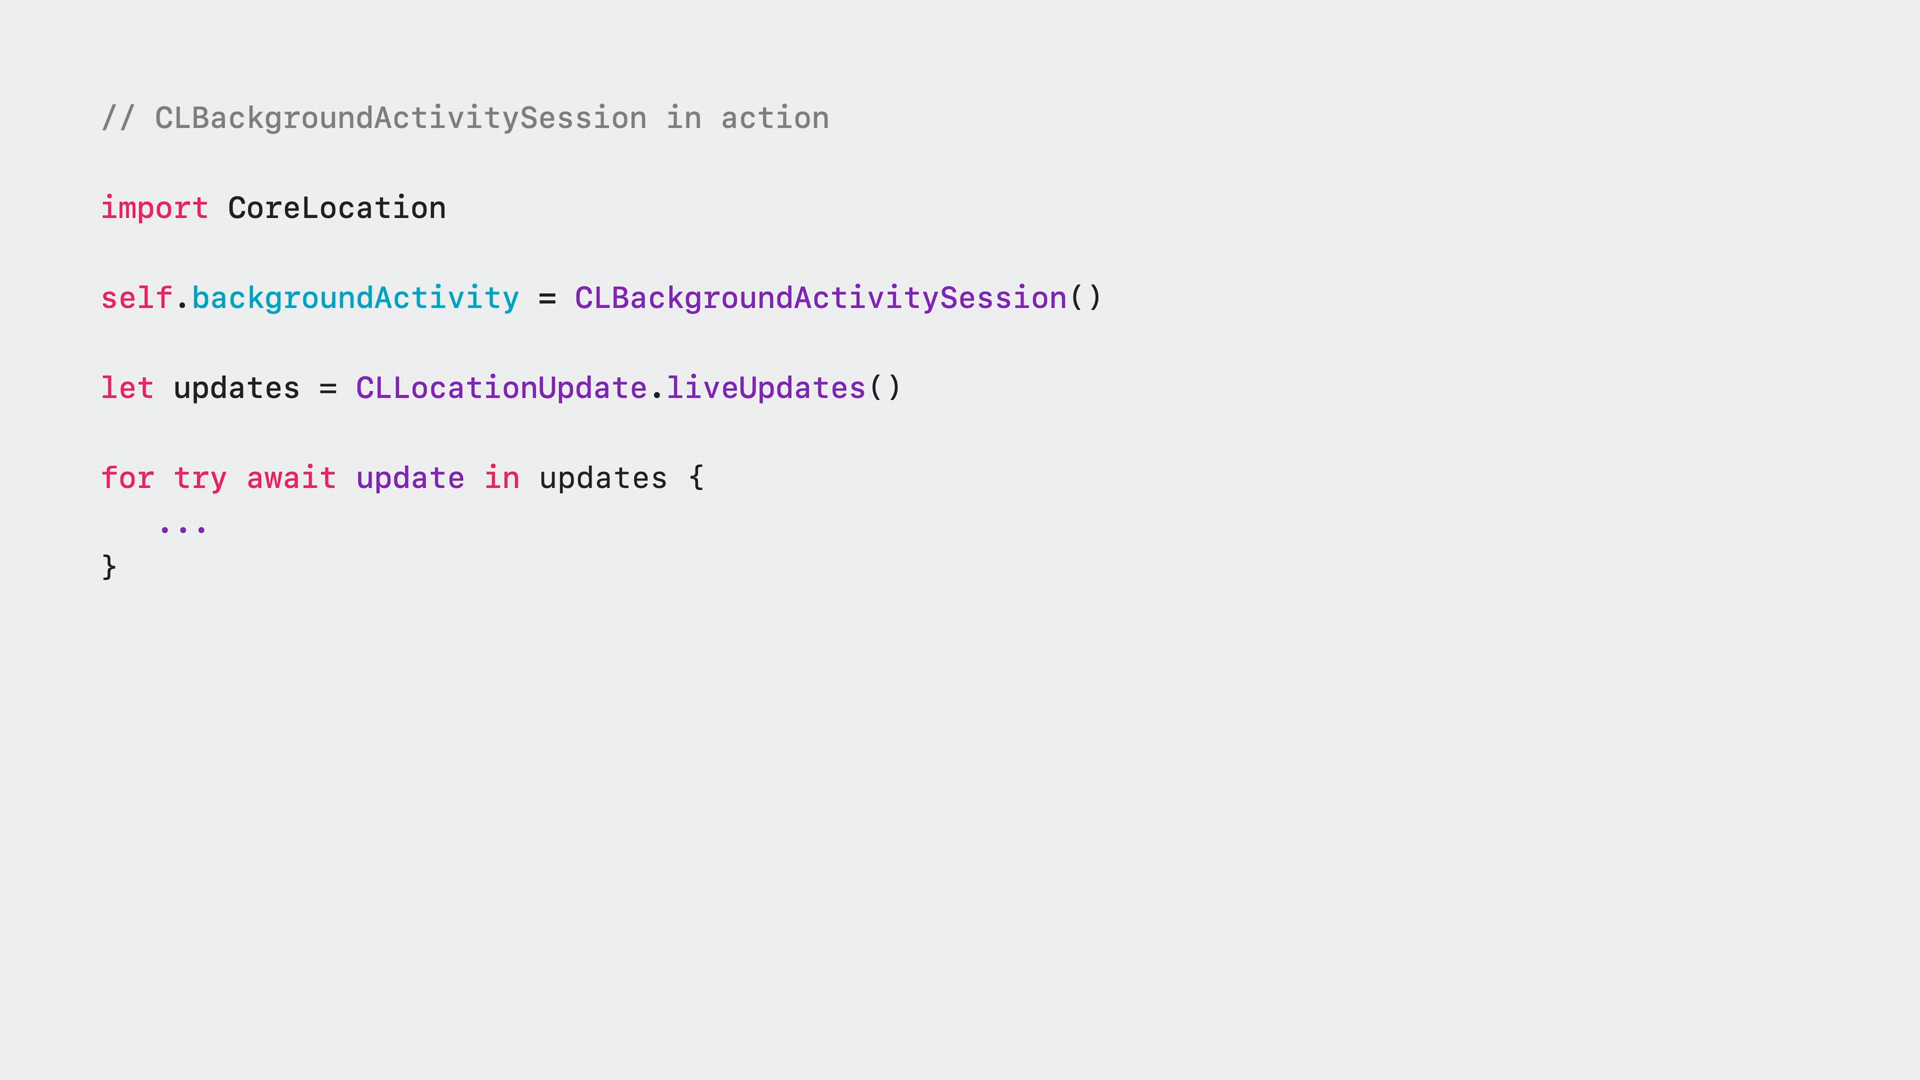 // CLBackgroundActivitySession in action
import CoreLocation
self.backgroundActivity = CLBackgroundActivitySession()
let updates = CLLocationUpdate.liveUpdates()
for try await update in updates {
...
}